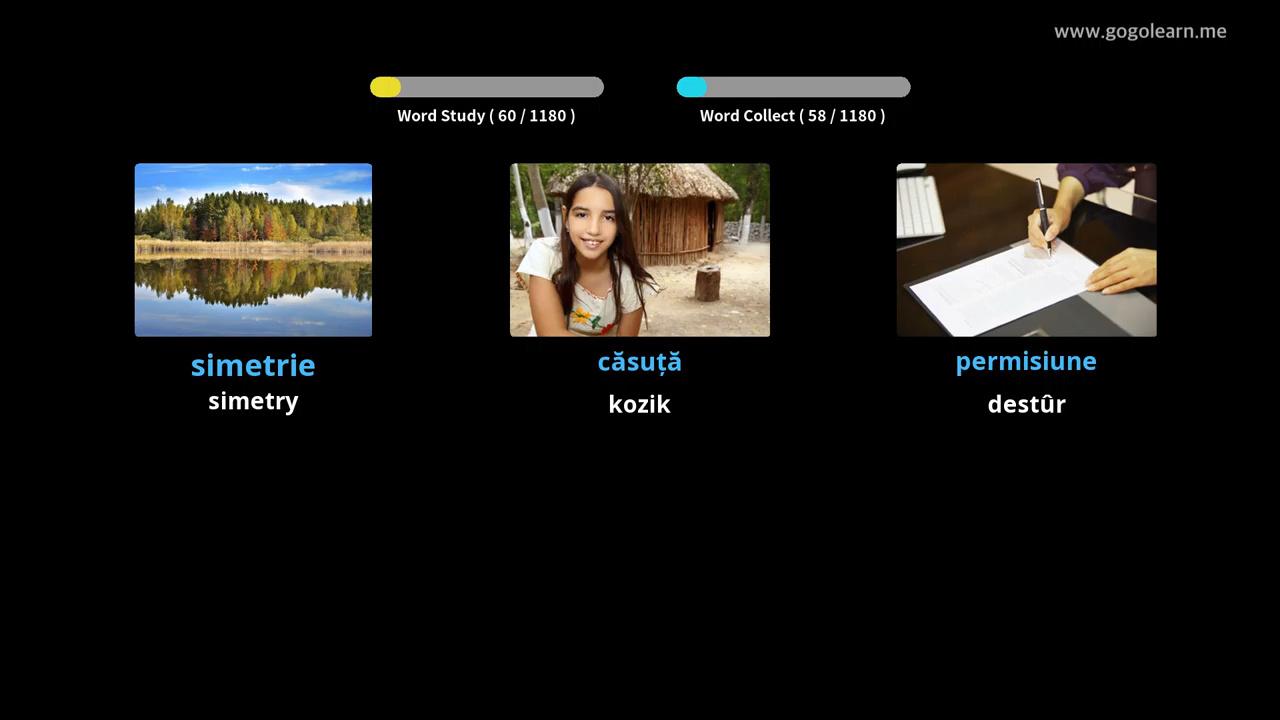 www.gogolearn.me
Word Study ( 60 / 1180 )
Word Collect ( 58 / 1180 )
simetrie
simetry
căsuță
kozik
permisiune
destûr